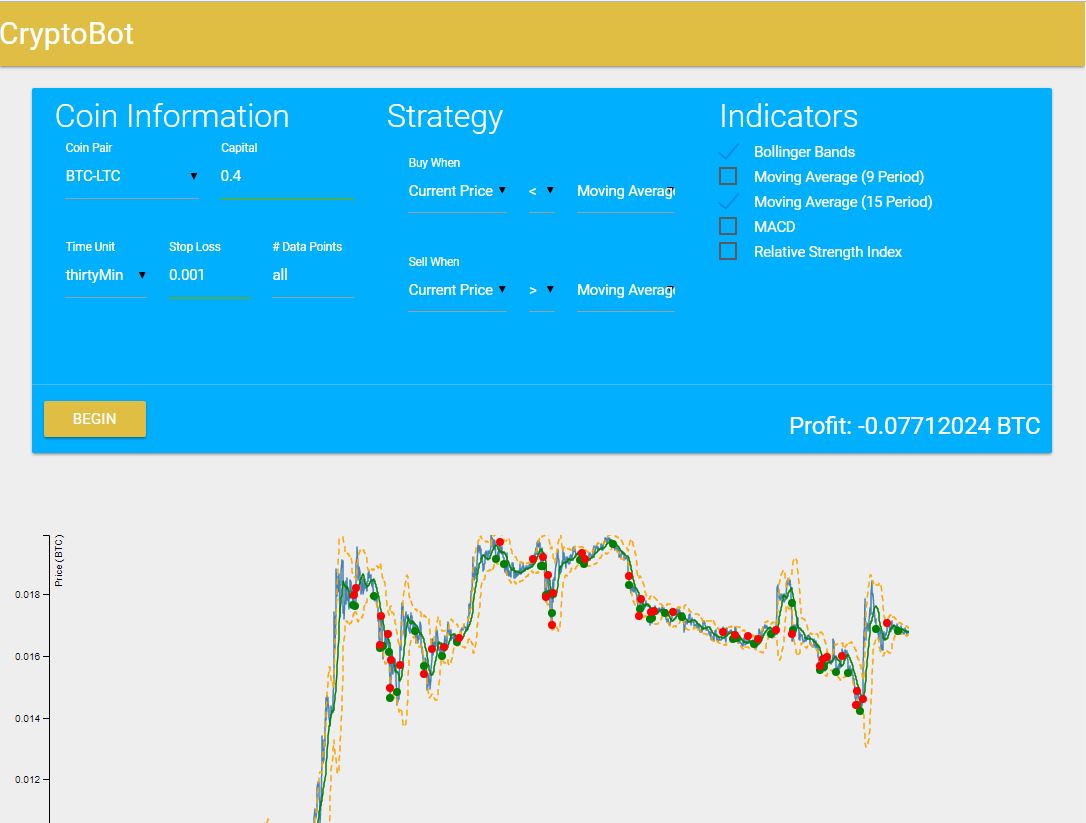 CryptoBot
Coin Information
Coin Pair
Capital
BTC-LTC
0.4
Time Unit
Stop Loss
# Data Points
thirtyMin
0.001
all
Strategy
Buy When
Current Price
<
Moving
Sell When
Current Price
>
Moving
Indicators
Bollinger Bands
Moving Average (9 Period)
Moving Average (15 Period)
MACD
Relative Strength Index
BEGIN
Profit: -0.07712024 BTC
Price (BTC)
0.018
0.016
0.014
0.012